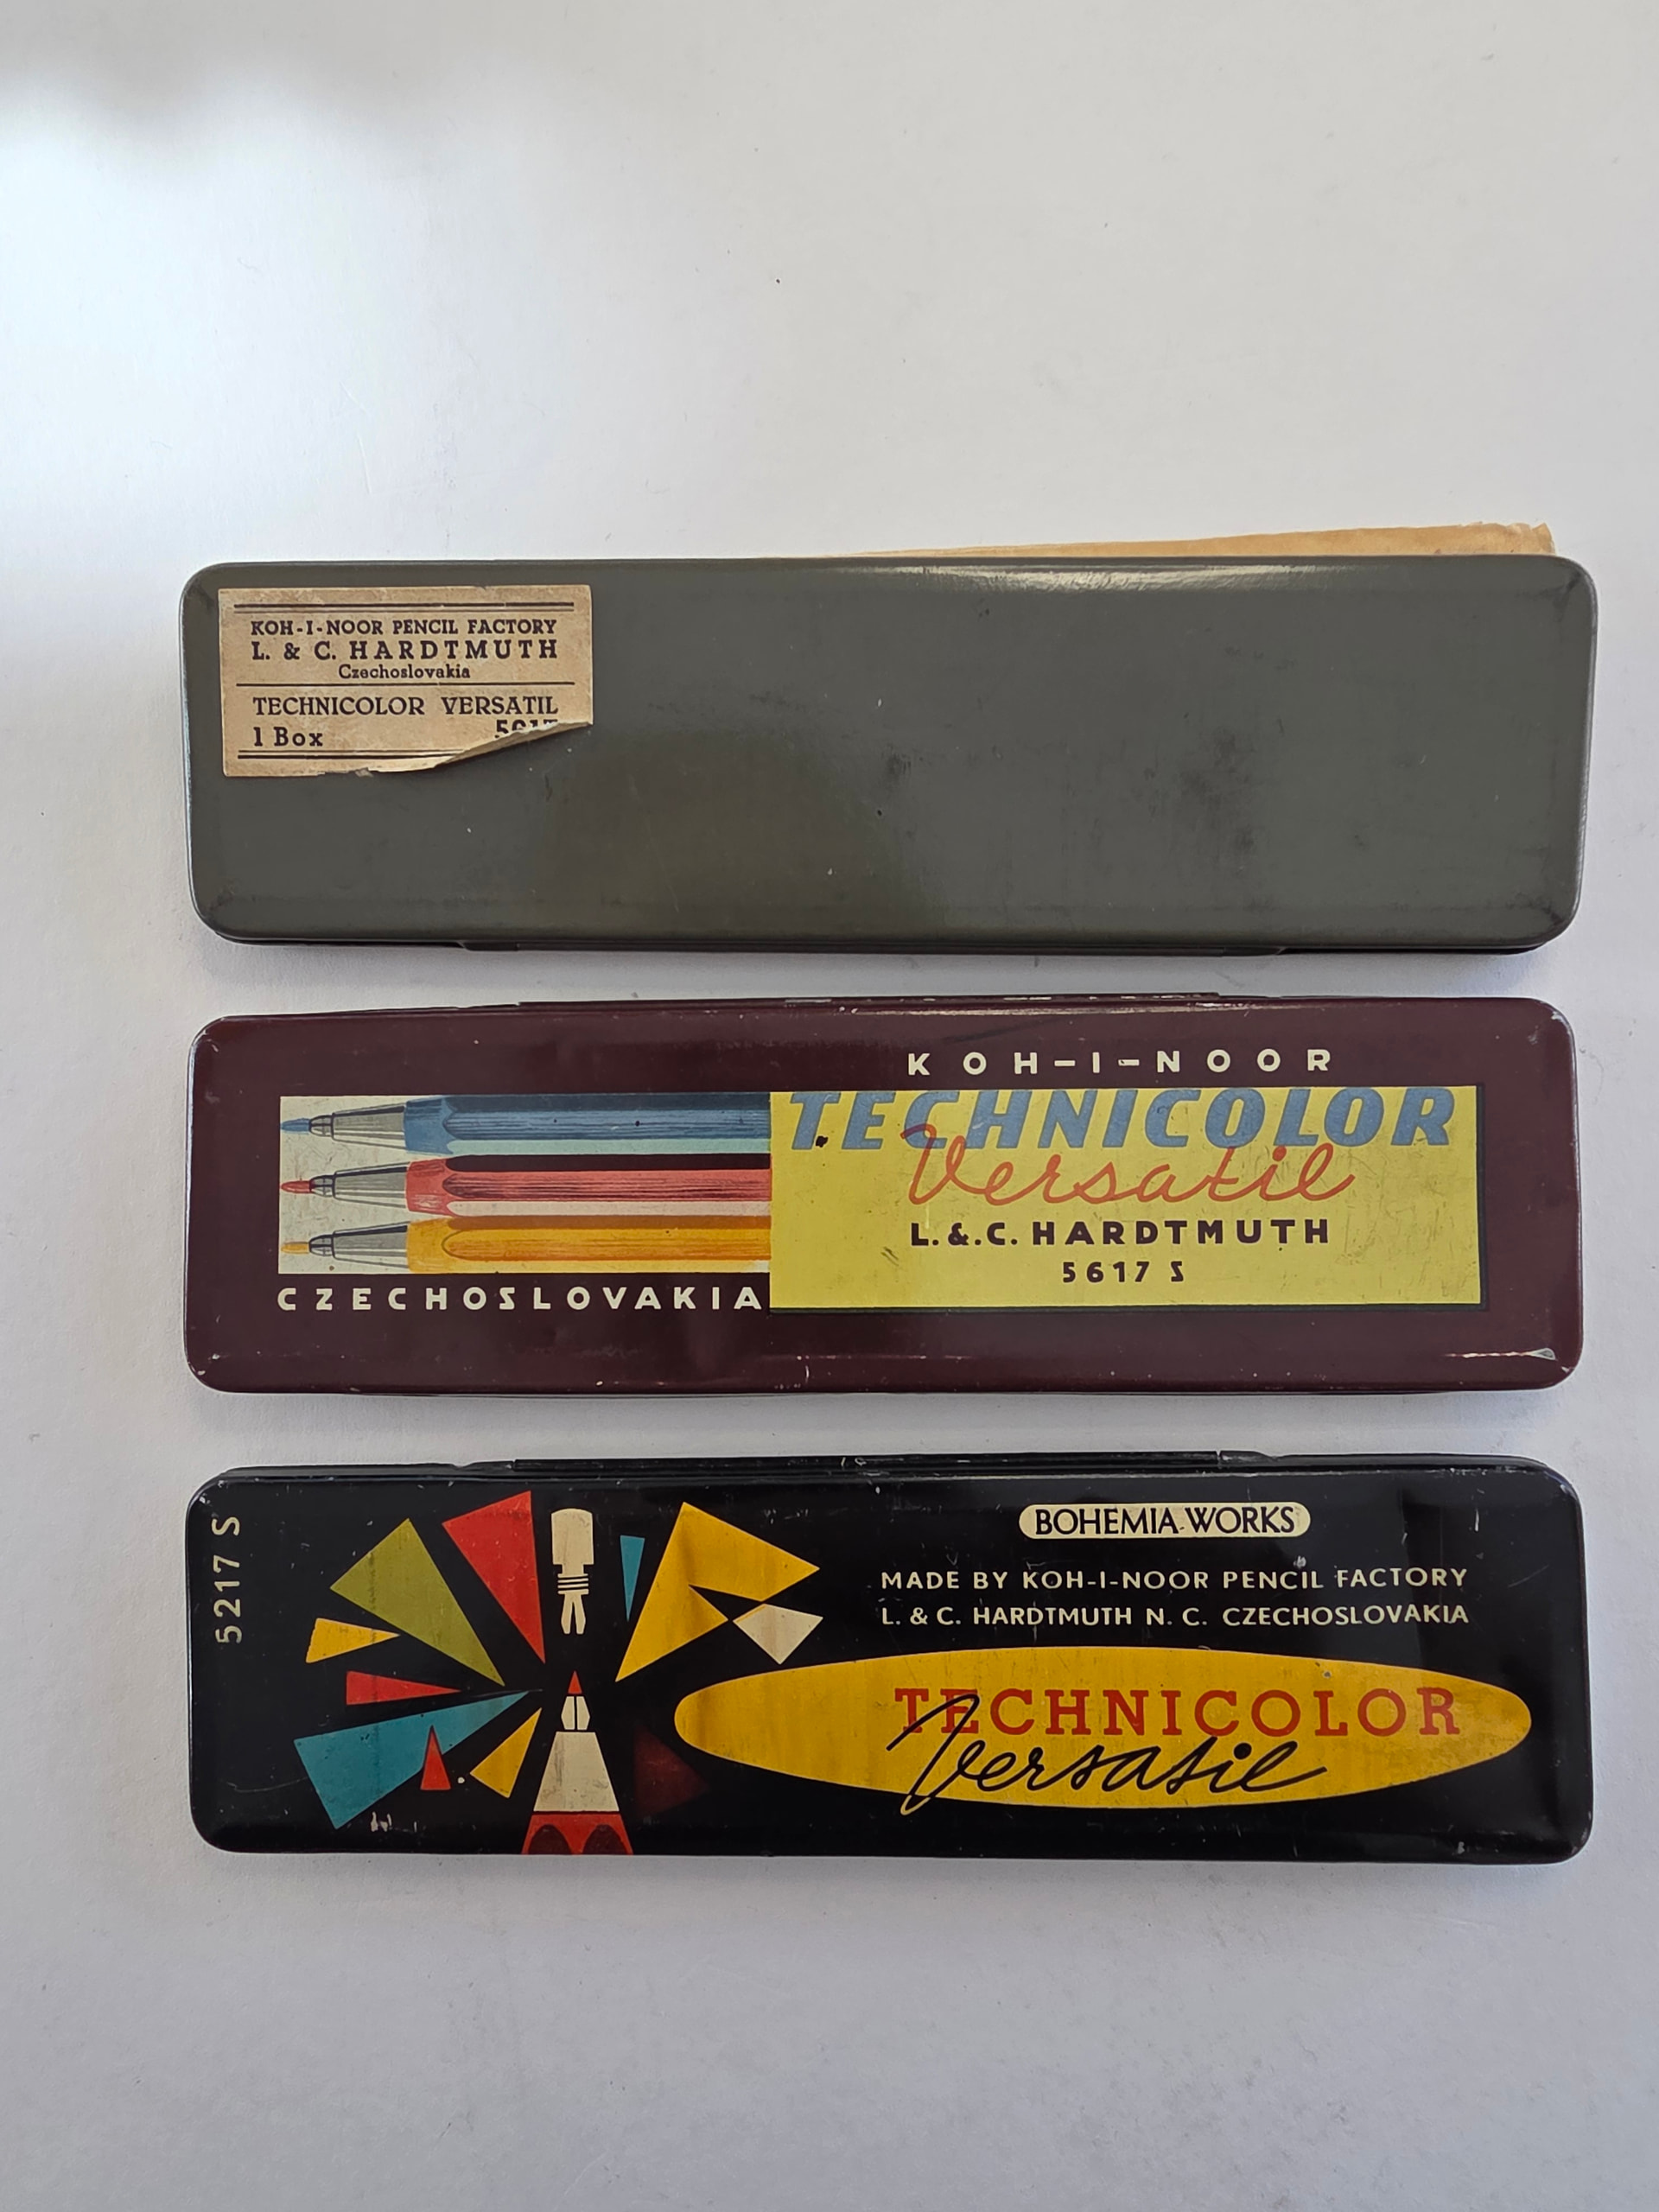 KOH-I-NOOR PENCIL FACTORY
L. & C. HARDTMUTH
Czechoslovakia
TECHNICOLOR VERSATIL
1 Box
KOH-I-NOOR
TECHNICOLOR
Versatil
L.&.C. HARDTMUTH
5617 S
CZECHOSLOVAKIA
5217 S
BOHEMIA WORKS
MADE BY KOH-I-NOOR PENCIL FACTORY
L. & C. HARDTMUTH N. C. CZECHOSLOVAKIA
TECHNICOLOR
Versatil